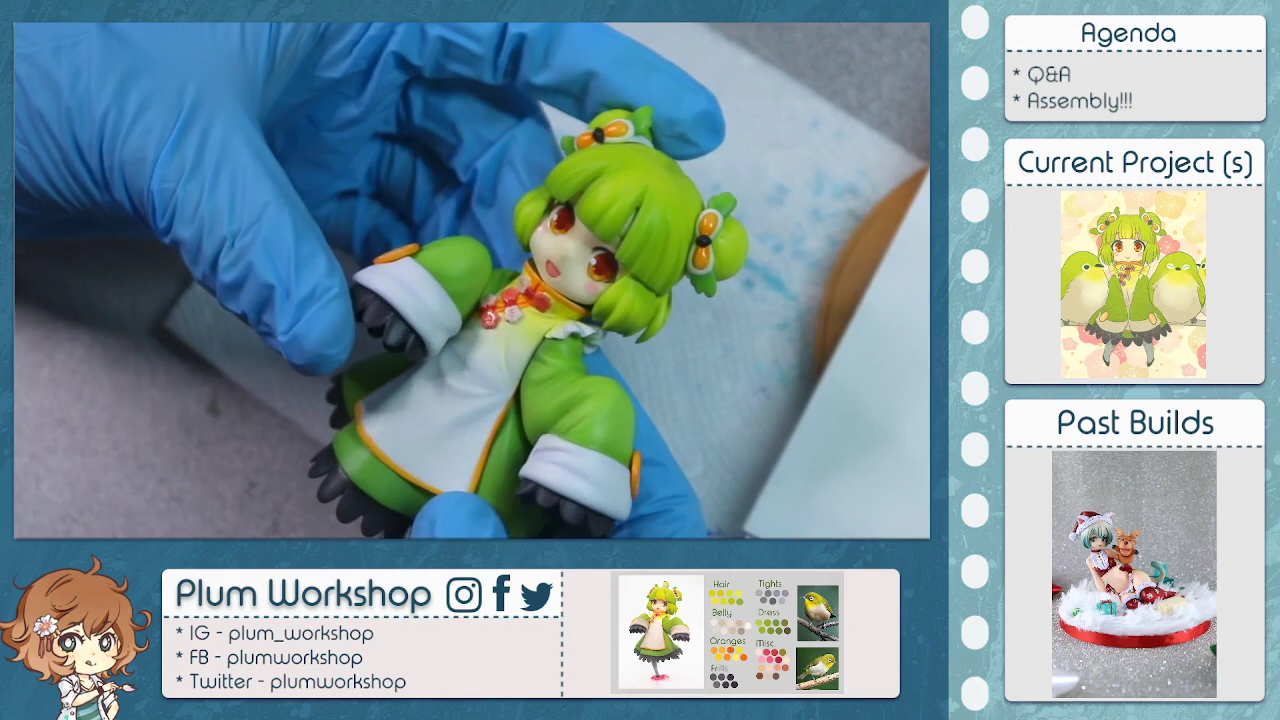 Agenda
* Q&A
* Assembly!!!
Current Project (s)
Past Builds
Plum Workshop
* IG - plum_workshop
* FB - plumworkshop
* Twitter - plumworkshop
Hair
Tights
Belly
Dress
Oranges
Misc
Frills